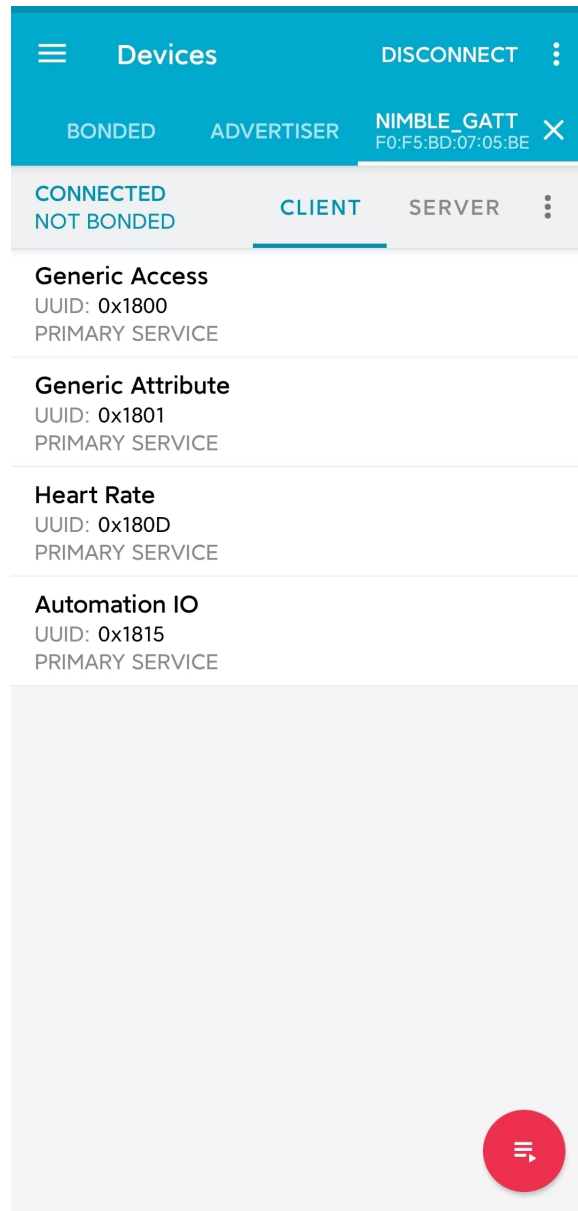 Devices
DISCONNECT
BONDED
ADVERTISER
NIMBLE_GATT
F0:F5:BD:07:05:BE
CONNECTED
NOT BONDED
CLIENT
SERVER
Generic Access
UUID: 0x1800
PRIMARY SERVICE
Generic Attribute
UUID: 0x1801
PRIMARY SERVICE
Heart Rate
UUID: 0x180D
PRIMARY SERVICE
Automation IO
UUID: 0x1815
PRIMARY SERVICE